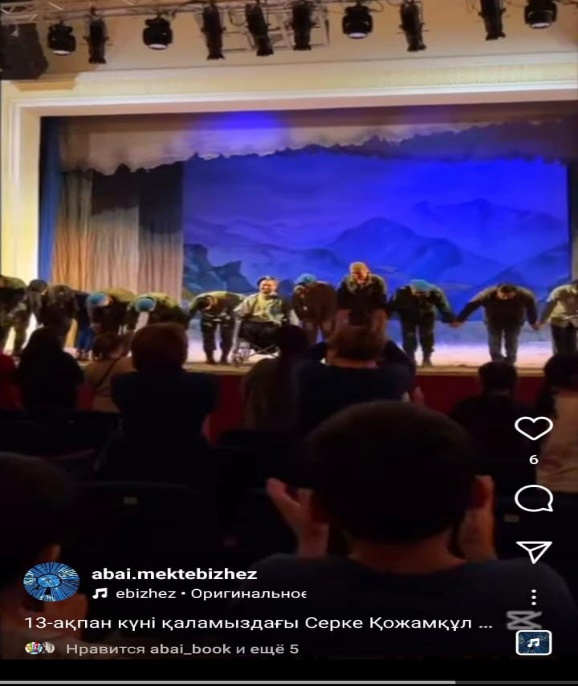 6
abai.mektebizhez
ebizhez • Оригинальное
13-ақпан күні қаламыздағы Серке Қожамқұл ...
Нравится abai_book и ещё 5